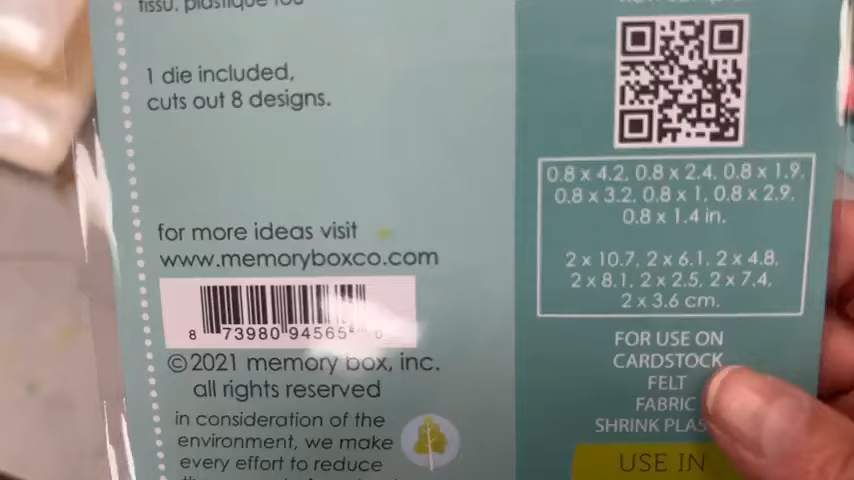 tissu, plastique fou
1 die included,
cuts out 8 designs.
for more ideas visit
www.memoryboxco.com
8 73980 94565
©2021 memory box, inc.
all rights reserved
in consideration of the
environment, we make
every effort to reduce
0.8 x 4.2, 0.8 x 2.4, 0.8 x 1.9,
0.8 x 3.2, 0.8 x 1, 0.8 x 2.9,
0.8 x 1.4 in.
2 x 10.7, 2 x 6.1, 2 x 4.8,
2 x 8.1, 2 x 2.5, 2 x 7.4,
2 x 3.6 cm.
FOR USE ON
CARDSTOCK
FELT
FABRIC
SHRINK PLAS
USE IN